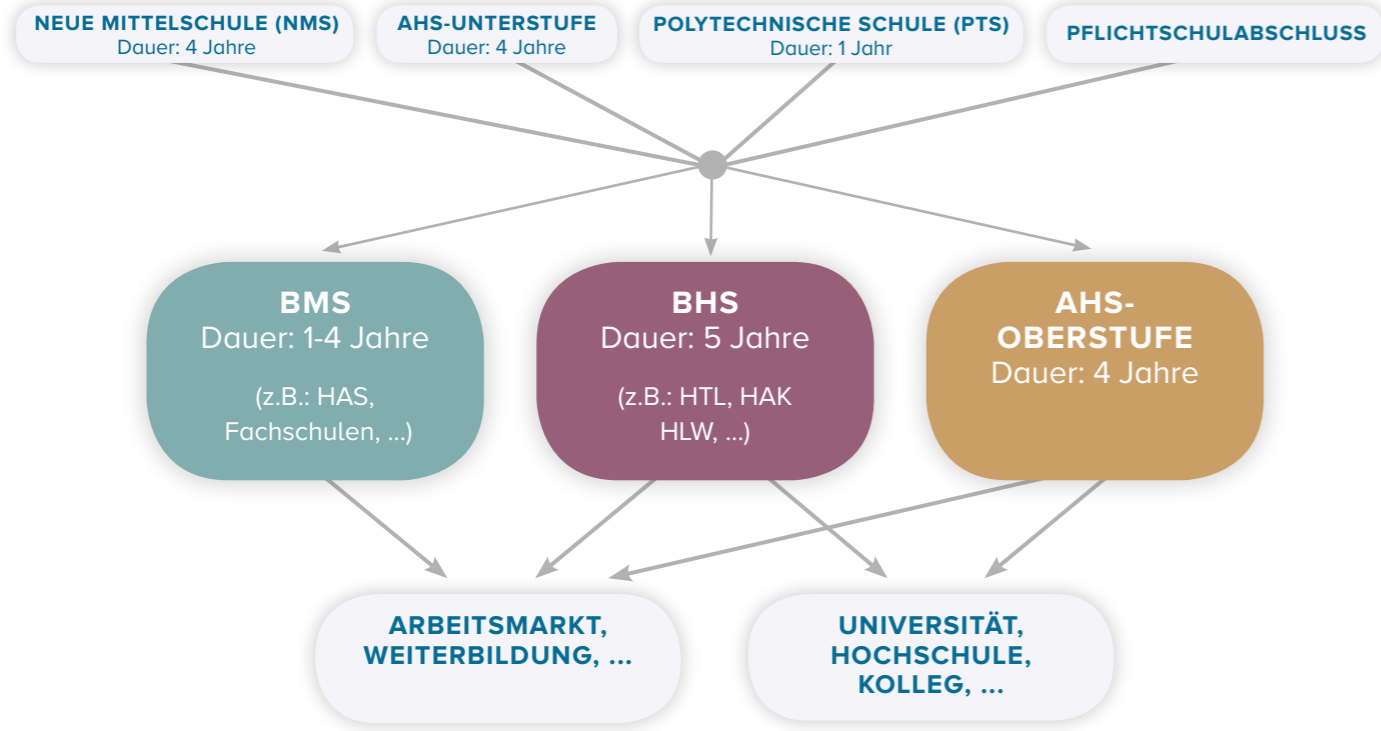 NEUE MITTELSCHULE (NMS)
Dauer: 4 Jahre
AHS-UNTERSTUFE
Dauer: 4 Jahre
POLYTECHNISCHE SCHULE (PTS)
Dauer: 1 Jahr
PFLICHTSCHULABSCHLUSS
BMS
Dauer: 1-4 Jahre
(z.B.: HAS,
Fachschulen, ...)
BHS
Dauer: 5 Jahre
(z.B.: HTL, HAK
HLW, ...)
AHS-
OBERSTUFE
Dauer: 4 Jahre
ARBEITSMARKT,
WEITERBILDUNG, ...
UNIVERSITÄT,
HOCHSCHULE,
KOLLEG, ...